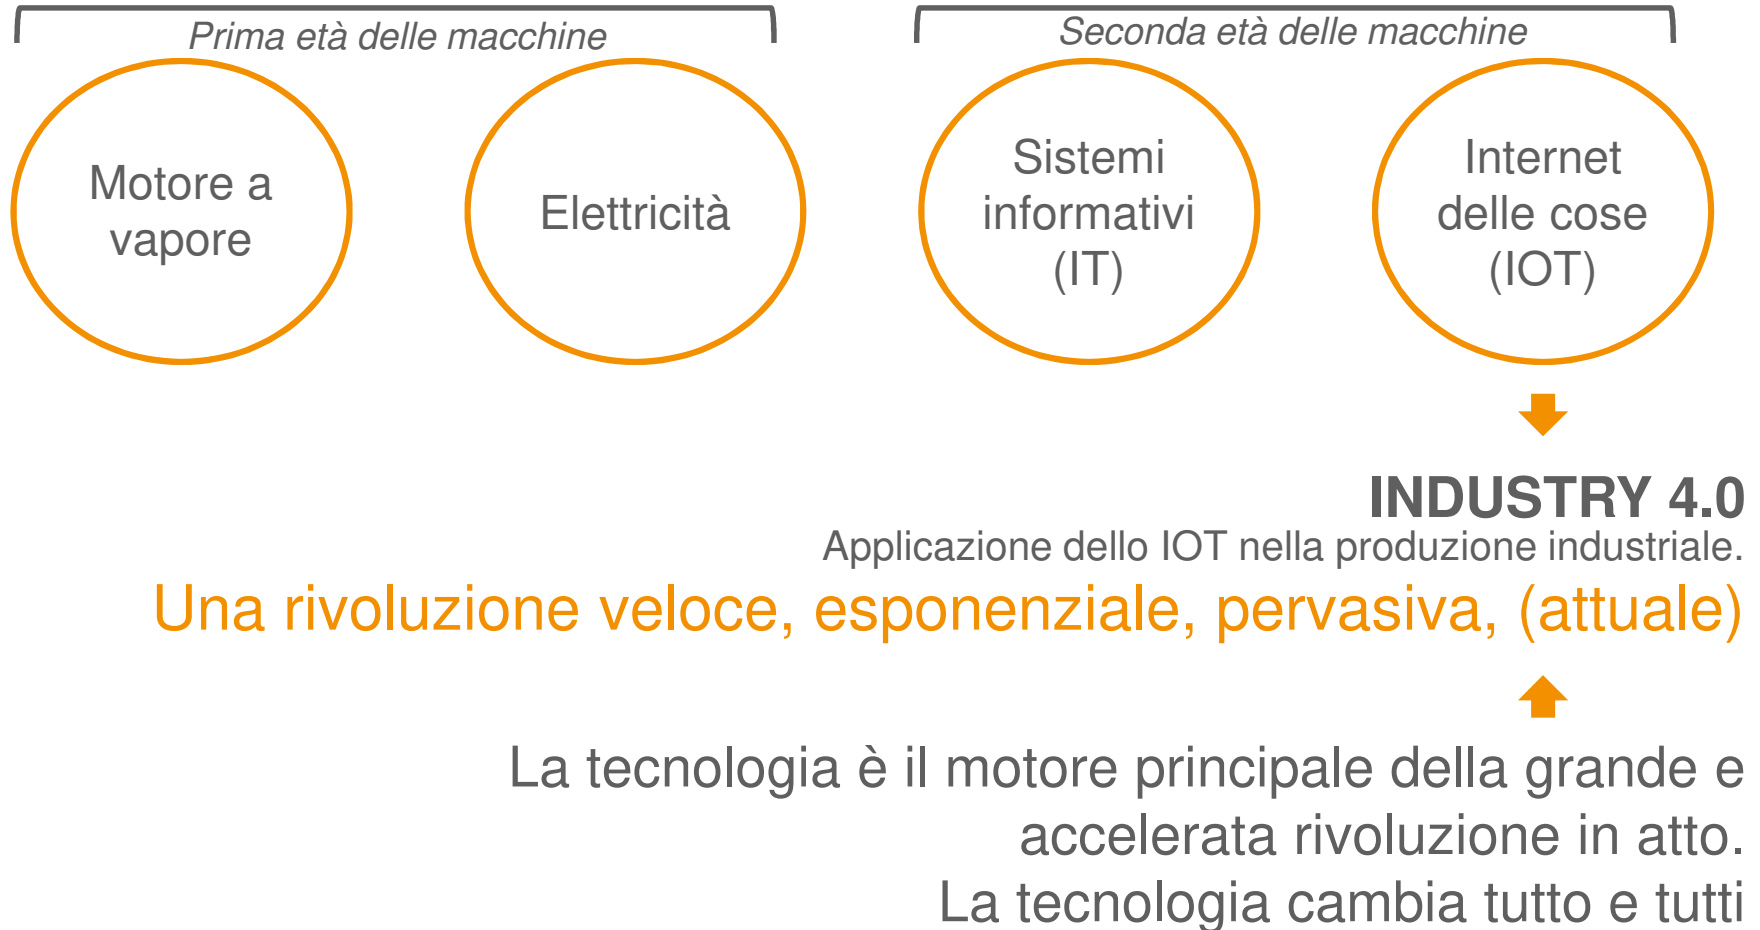 Prima età delle macchine
Seconda età delle macchine
Motore a
vapore
Elettricità
Sistemi
informativi
(IT)
Internet
delle cose
(IOT)
INDUSTRY 4.0
Applicazione dello IOT nella produzione industriale.
Una rivoluzione veloce, esponenziale, pervasiva, (attuale)
La tecnologia è il motore principale della grande e
accelerata rivoluzione in atto.
La tecnologia cambia tutto e tutti